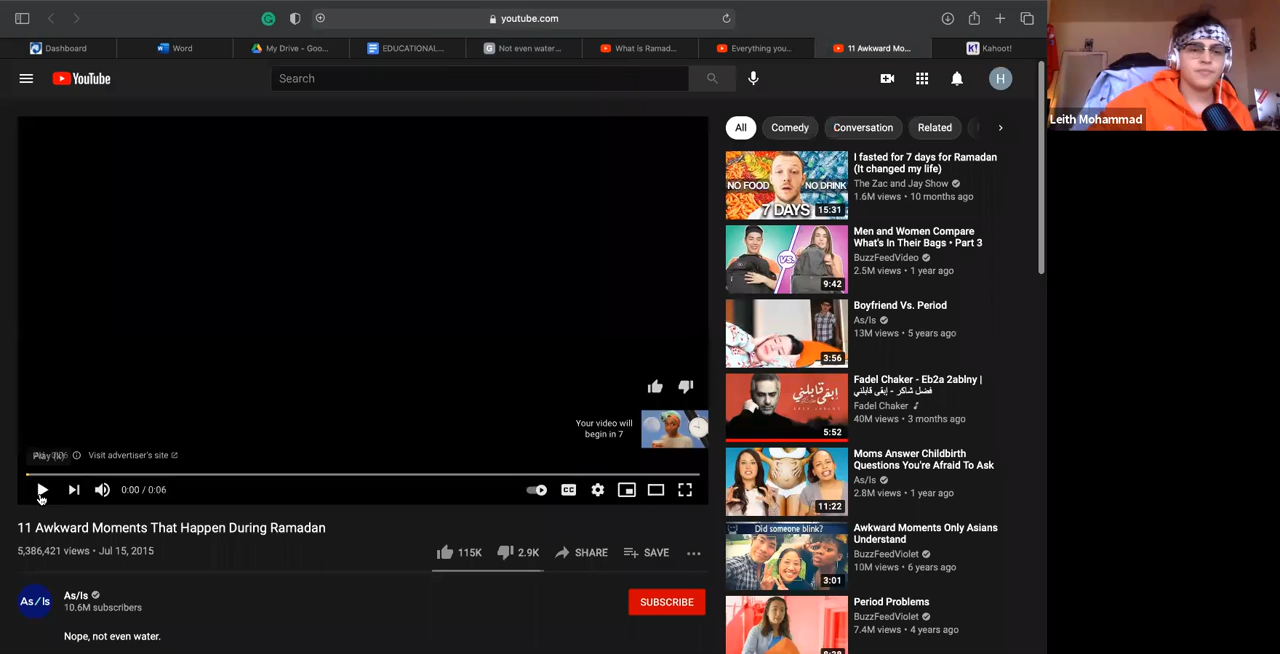 youtube.com
Dashboard
Word
My Drive - Goo...
EDUCATIONAL...
Not even water...
What is Ramad...
Everything you...
11 Awkward Mo...
Kahoot!
YouTube
Search
H
Leith Mohammad
All
Comedy
Conversation
Related
I fasted for 7 days for Ramadan
(It changed my life)
The Zac and Jay Show
1.6M views • 10 months ago
NO FOOD
NO DRINK
7 DAYS
15:31
Men and Women Compare
What's In Their Bags • Part 3
BuzzFeedVideo
2.5M views • 1 year ago
VS.
9:42
Boyfriend Vs. Period
As/Is
13M views • 5 years ago
3:56
Fadel Chaker - Eb2a 2ablny |
فضل شاكر - إبقى قابلني
Fadel Chaker
40M views • 3 months ago
إبقى قابلني
5:52
Moms Answer Childbirth
Questions You're Afraid To Ask
As/Is
2.8M views • 1 year ago
11:22
Awkward Moments Only Asians
Understand
BuzzFeedViolet
10M views • 6 years ago
Did someone blink?
3:01
Period Problems
BuzzFeedViolet
7.4M views • 4 years ago
Your video will
begin in 7
Play (k)
Visit advertiser's site
0:00 / 0:06
CC
11 Awkward Moments That Happen During Ramadan
5,386,421 views • Jul 15, 2015
115K
2.9K
SHARE
SAVE
As/Is
As/Is
10.6M subscribers
SUBSCRIBE
Nope, not even water.